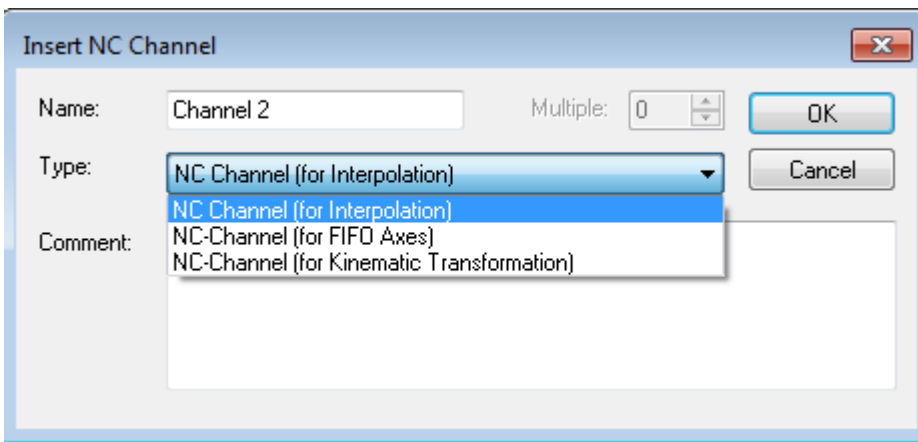 Insert NC Channel
Name: Channel 2 Multiple: 0 OK
Type: NC Channel (for Interpolation) Cancel
NC Channel (for Interpolation)
NC-Channel (for FIFO Axes)
Comment:
NC-Channel (for Kinematic Transformation)